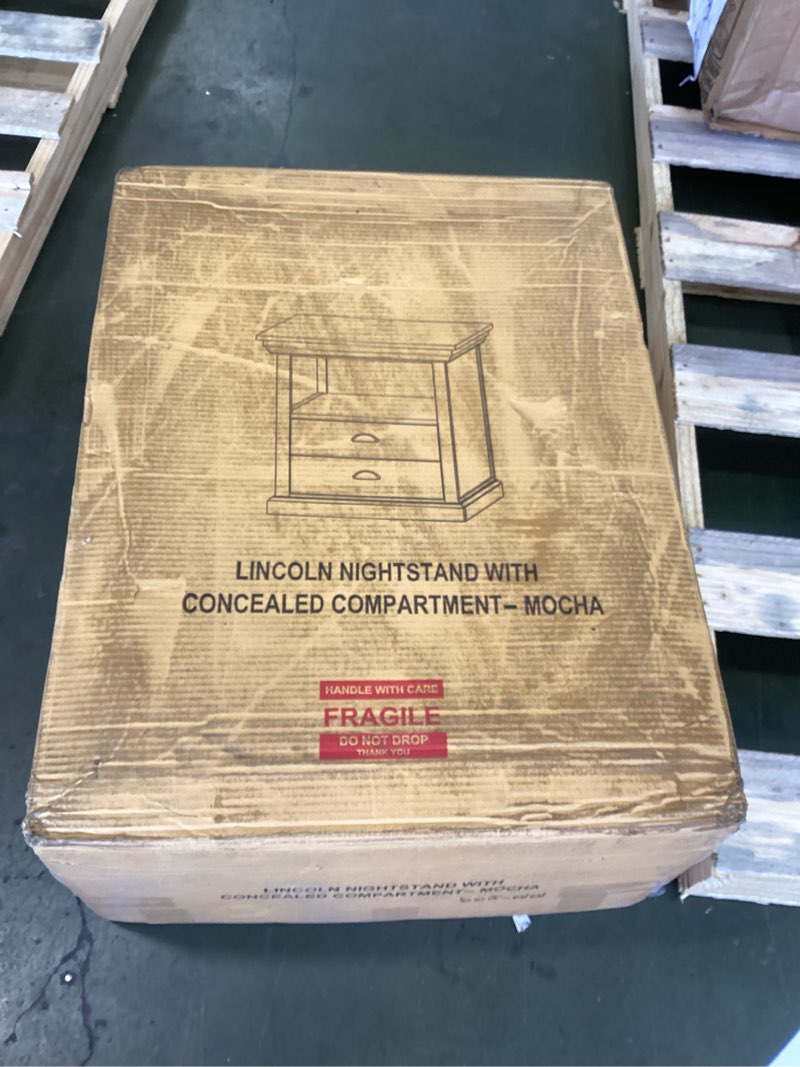 LINCOLN NIGHTSTAND WITH
CONCEALED COMPARTMENT– MOCHA
HANDLE WITH CARE
FRAGILE
DO NOT DROP
THANK YOU
LINCOLN NIGHTSTAND WITH
CONCEALED COMPARTMENT– MOCHA